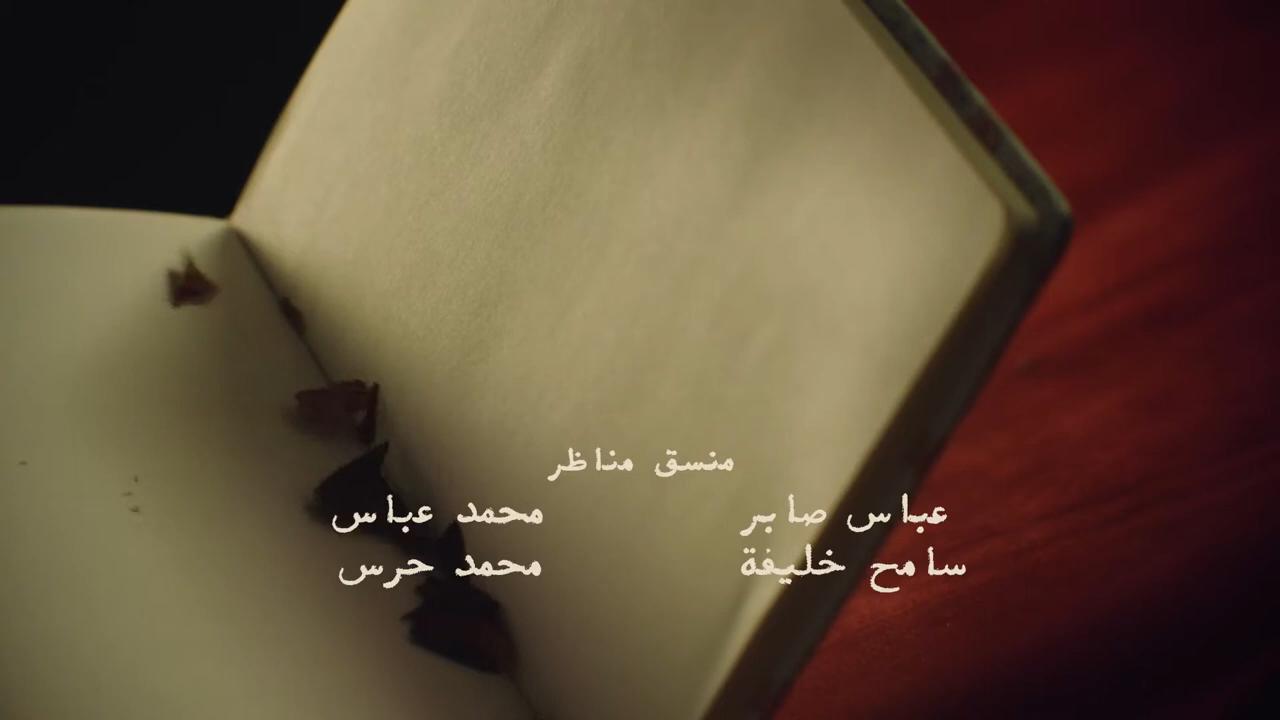 منسق مناظر
عباس صابر محمد عباس
سامح خليفة محمد حرس